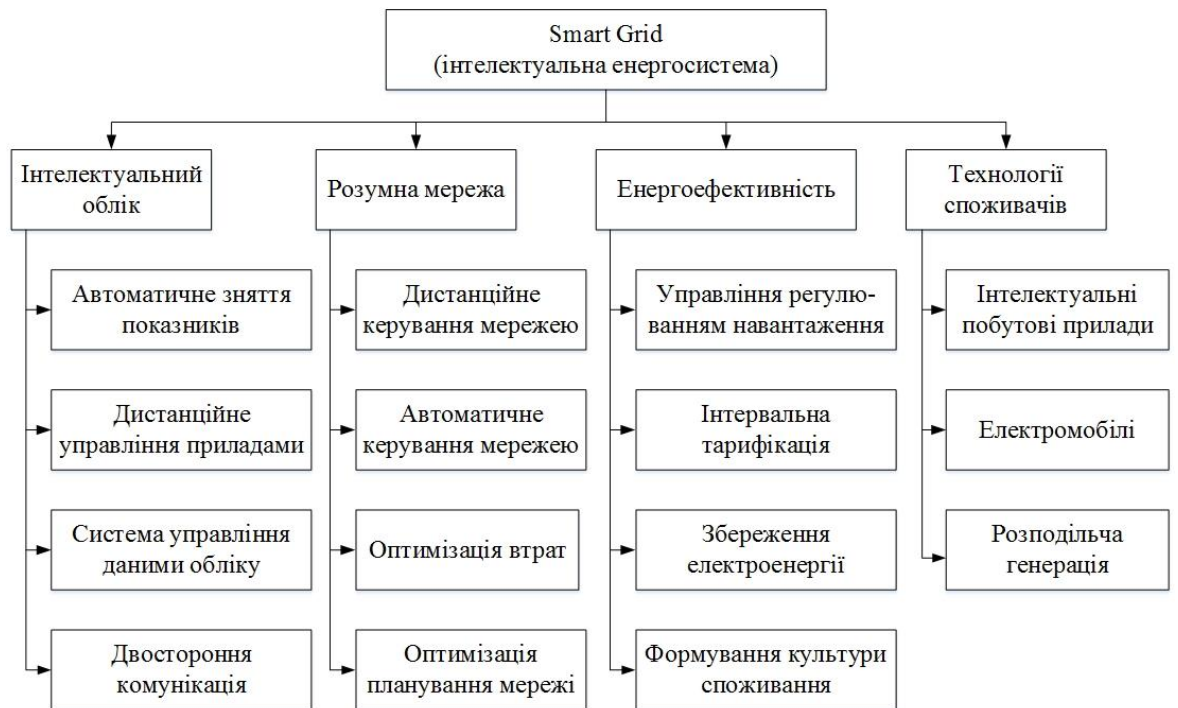 Smart Grid
(інтелектуальна енергосистема)
Інтелектуальний
облік
Розумна мережа
Енергоефективність
Технології
споживачів
Автоматичне зняття
показників
Дистанційне
управління приладами
Система управління
даними обліку
Двостороння
комунікація
Дистанційне
керування мережею
Автоматичне
керування мережею
Оптимізація втрат
Оптимізація
планування мережі
Управління регулю-
ванням навантаження
Інтервальна
тарифікація
Збереження
електроенергії
Формування культури
споживання
Інтелектуальні
побутові прилади
Електромобілі
Розподільча
генерація